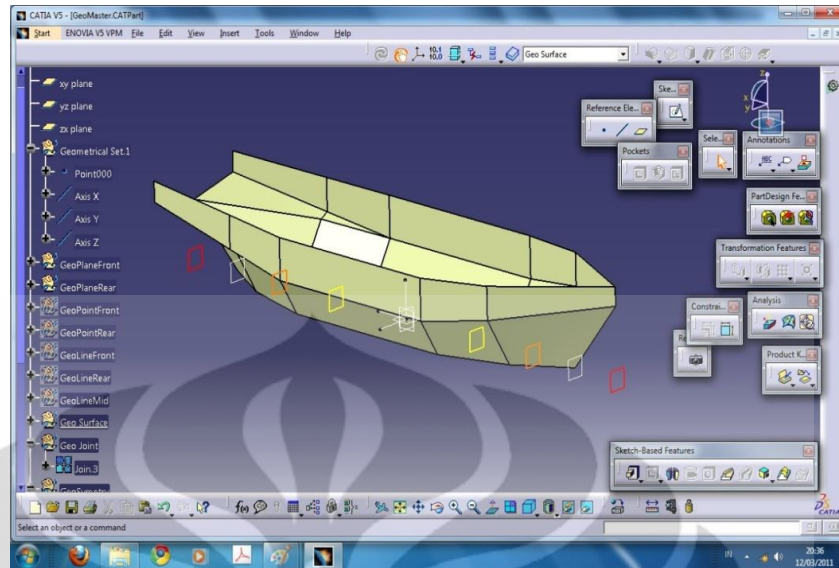 CATIA V5 - [GeoMaster.CATPart]
Start ENOVIA V5 VPM File Edit View Insert Tools Window Help
Geo Surface
xy plane
yz plane
zx plane
Geometrical Set.1
Point000
Axis X
Axis Y
Axis Z
GeoPlaneFront
GeoPlaneRear
GeoPointFront
GeoPointRear
GeoLineFront
GeoLineRear
GeoLineMid
Geo Surface
Geo Joint
Join.3
GeoSymetry
z
x
y
Ske...
Reference Ele...
Pockets
Sele...
Annotations
PartDesign Fe...
Transformation Features
Constrai...
Analysis
Re
Product K...
Sketch-Based Features
CATIA
Select an object or a command
IN
20:36
12/03/2011